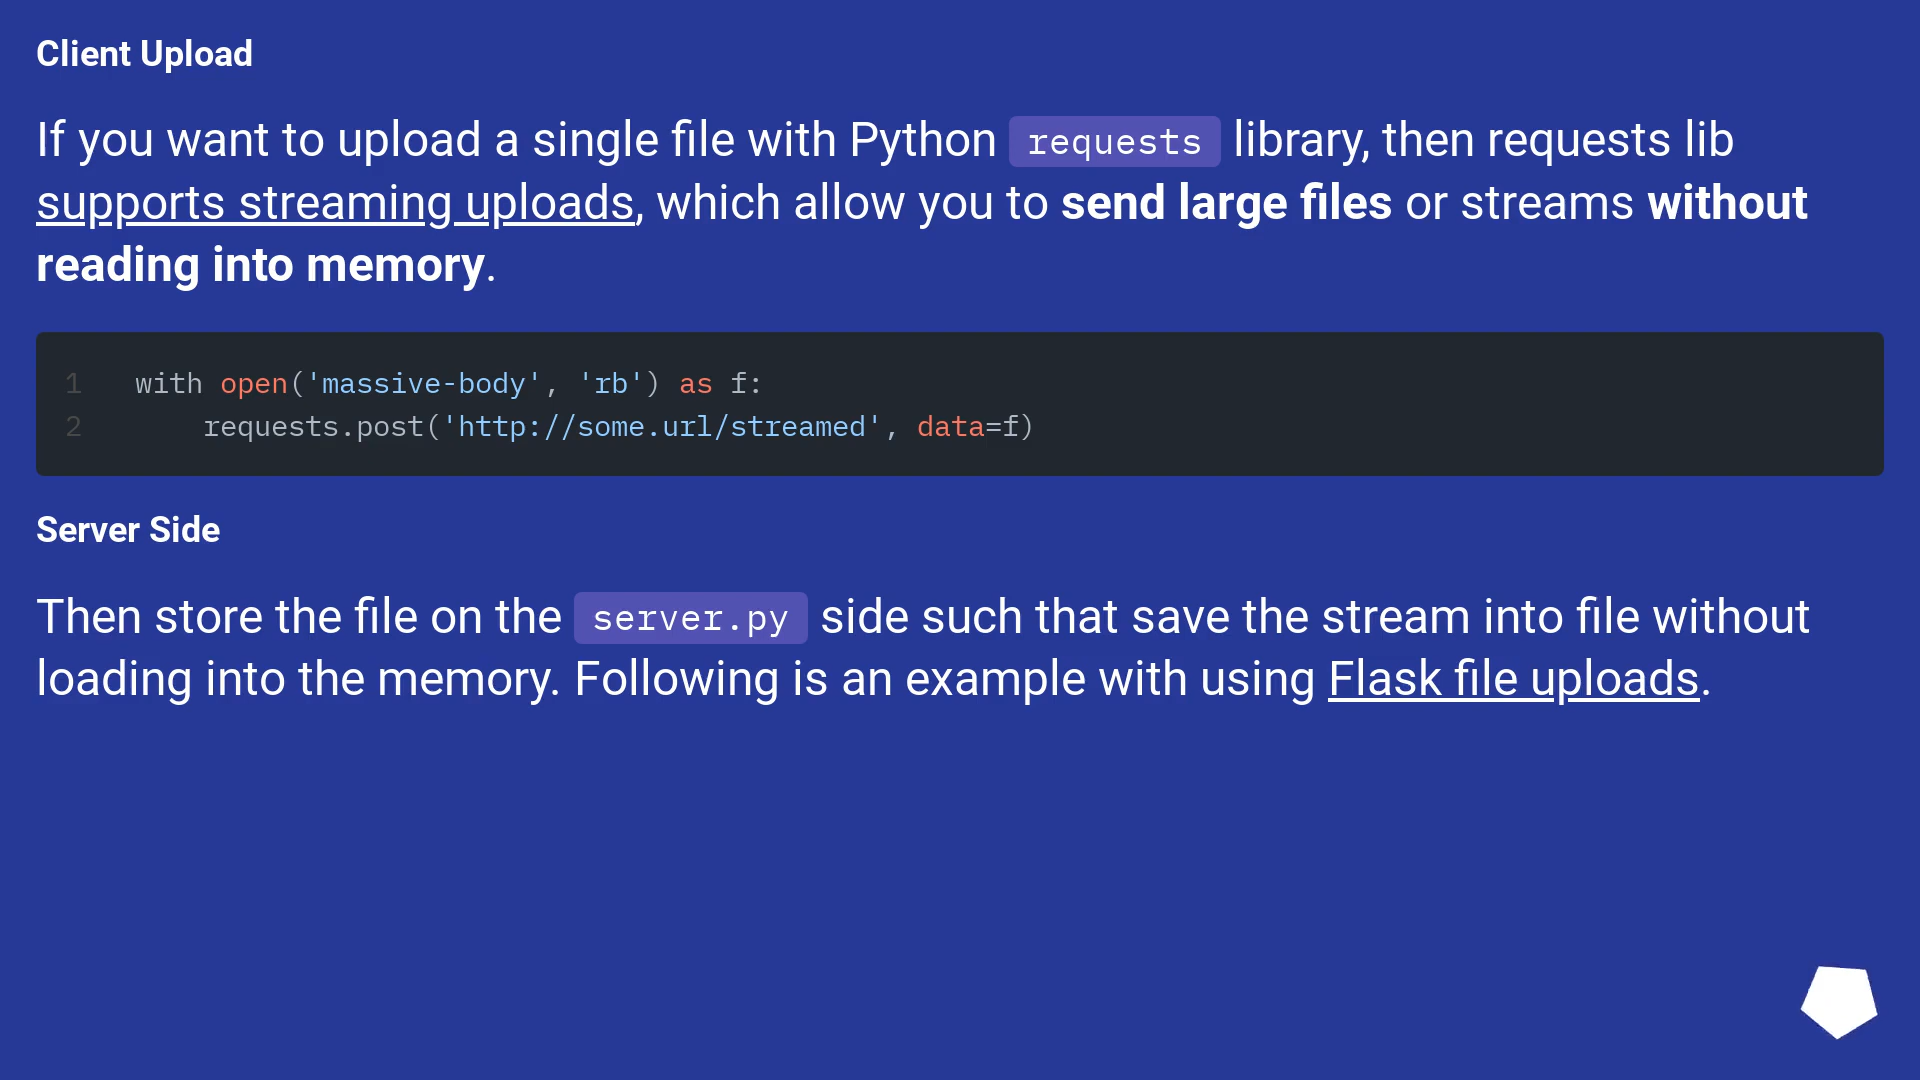 Client Upload
If you want to upload a single file with Python requests library, then requests lib
supports streaming uploads, which allow you to send large files or streams without
reading into memory.
1 with open('massive-body', 'rb') as f:
2     requests.post('http://some.url/streamed', data=f)
Server Side
Then store the file on the server.py side such that save the stream into file without
loading into the memory. Following is an example with using Flask file uploads.